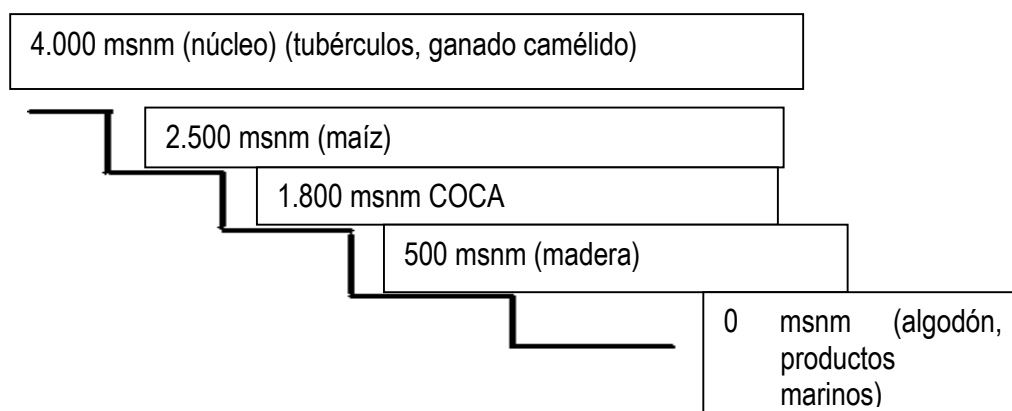 4.000 msnm (núcleo) (tubérculos, ganado camélido)
2.500 msnm (maíz)
1.800 msnm COCA
500 msnm (madera)
0 msnm (algodón,
productos
marinos)